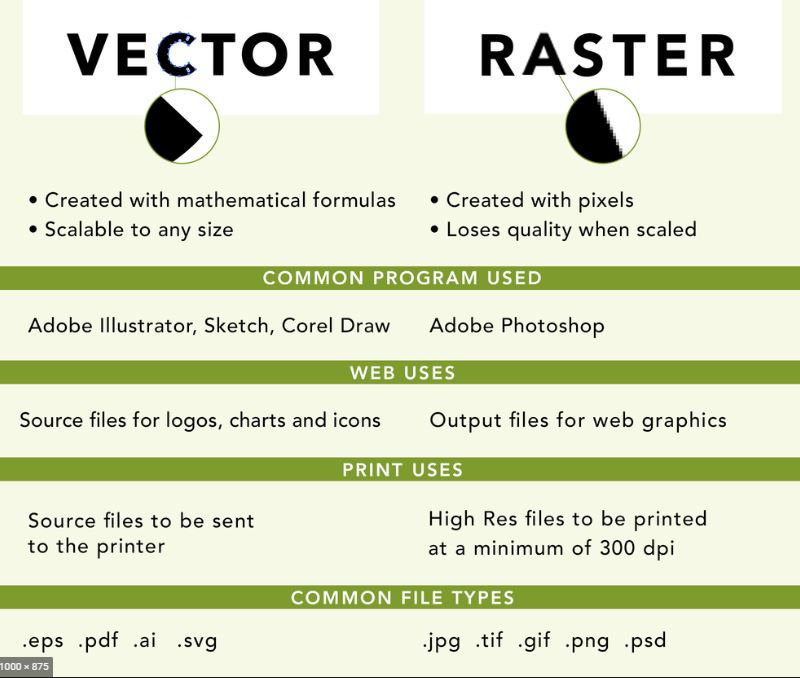 VECTOR
RASTER
• Created with mathematical formulas
• Scalable to any size
• Created with pixels
• Loses quality when scaled
COMMON PROGRAM USED
Adobe Illustrator, Sketch, Corel Draw
Adobe Photoshop
WEB USES
Source files for logos, charts and icons
Output files for web graphics
PRINT USES
Source files to be sent
to the printer
High Res files to be printed
at a minimum of 300 dpi
COMMON FILE TYPES
.eps .pdf .ai .svg
.jpg .tif .gif .png .psd
1000 × 875